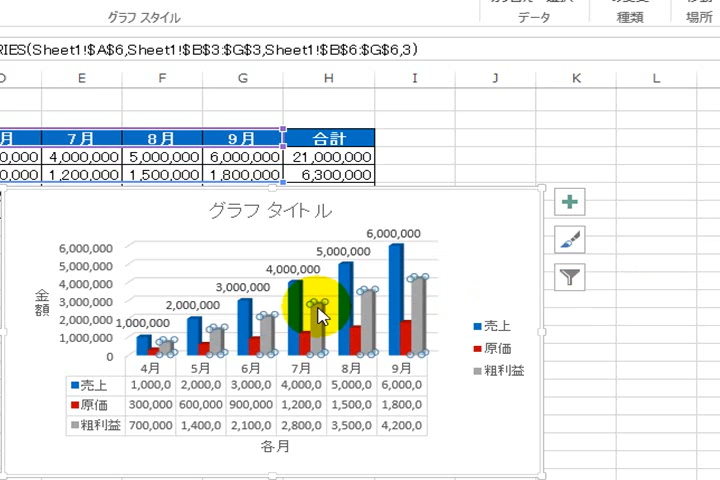 グラフ スタイル
データ
種類
場所
RIES(Sheet1!$A$6,Sheet1!$B$3:$G$3,Sheet1!$B$6:$G$6,3)
E F G H I J K L
月 7月 8月 9月 合計
0,000 4,000,000 5,000,000 6,000,000 21,000,000
0,000 1,200,000 1,500,000 1,800,000 6,300,000
グラフ タイトル
6,000,000
5,000,000
4,000,000
3,000,000
2,000,000
1,000,000
0
金額
1,000,000
2,000,000
3,000,000
4,000,000
5,000,000
6,000,000
4月 5月 6月 7月 8月 9月
売上 1,000,0 2,000,0 3,000,0 4,000,0 5,000,0 6,000,0
原価 300,000 600,000 900,000 1,200,0 1,500,0 1,800,0
粗利益 700,000 1,400,0 2,100,0 2,800,0 3,500,0 4,200,0
各月
売上
原価
粗利益